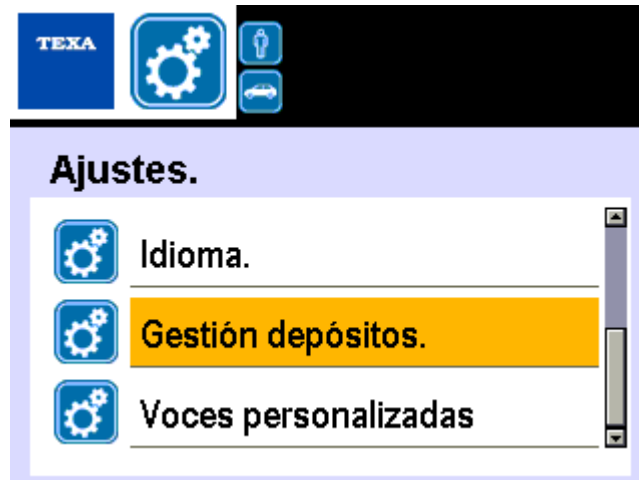 TEXA
Ajustes.
Idioma.
Gestión depósitos.
Voces personalizadas